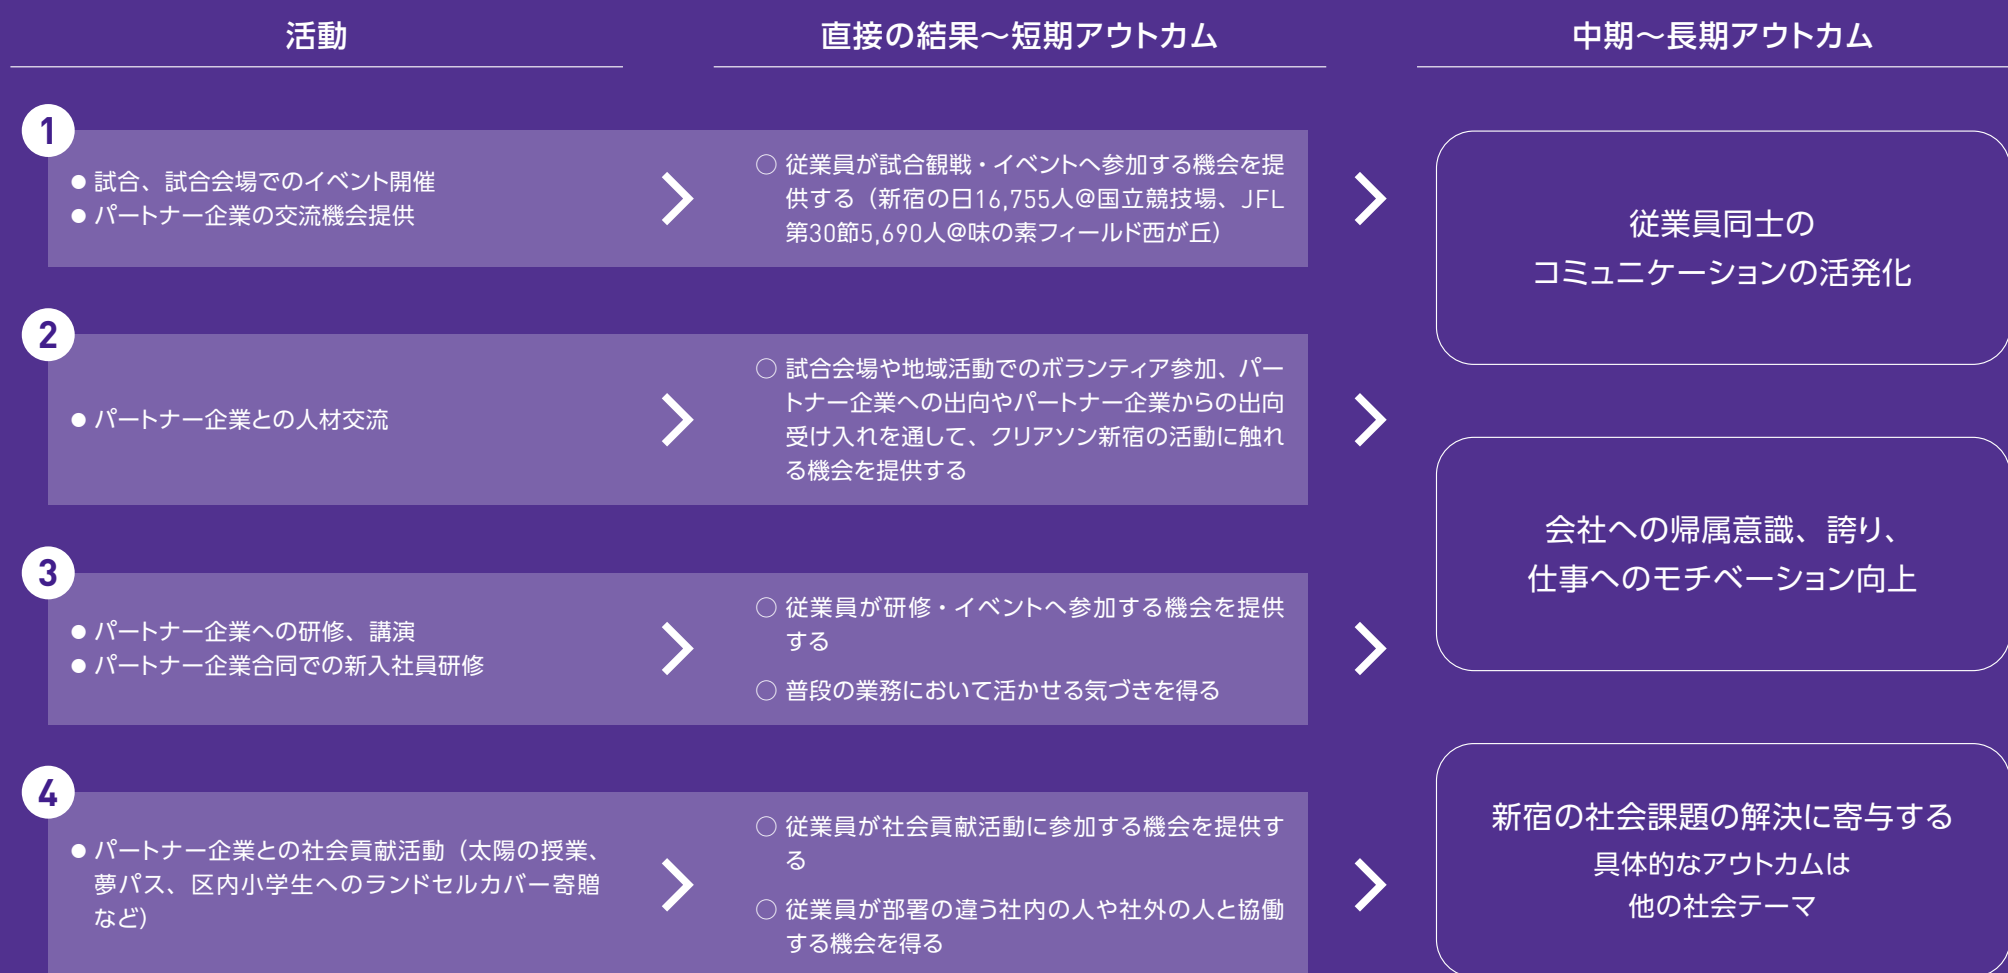 活動
直接の結果～短期アウトカム
中期～長期アウトカム
1
● 試合、試合会場でのイベント開催
● パートナー企業の交流機会提供
○ 従業員が試合観戦・イベントへ参加する機会を提
供する（新宿の日16,755人@国立競技場、JFL
第30節5,690人@味の素フィールド西が丘）
2
● パートナー企業との人材交流
○ 試合会場や地域活動でのボランティア参加、パー
トナー企業への出向やパートナー企業からの出向
受け入れを通して、クリアソン新宿の活動に触れ
る機会を提供する
3
● パートナー企業への研修、講演
● パートナー企業合同での新入社員研修
○ 従業員が研修・イベントへ参加する機会を提供
する
○ 普段の業務において活かせる気づきを得る
4
● パートナー企業との社会貢献活動（太陽の授業、
夢パス、区内小学生へのランドセルカバー寄贈
など）
○ 従業員が社会貢献活動に参加する機会を提供す
る
○ 従業員が部署の違う社内の人や社外の人と協働
する機会を得る
従業員同士の
コミュニケーションの活発化
会社への帰属意識、誇り、
仕事へのモチベーション向上
新宿の社会課題の解決に寄与する
具体的なアウトカムは
他の社会テーマ